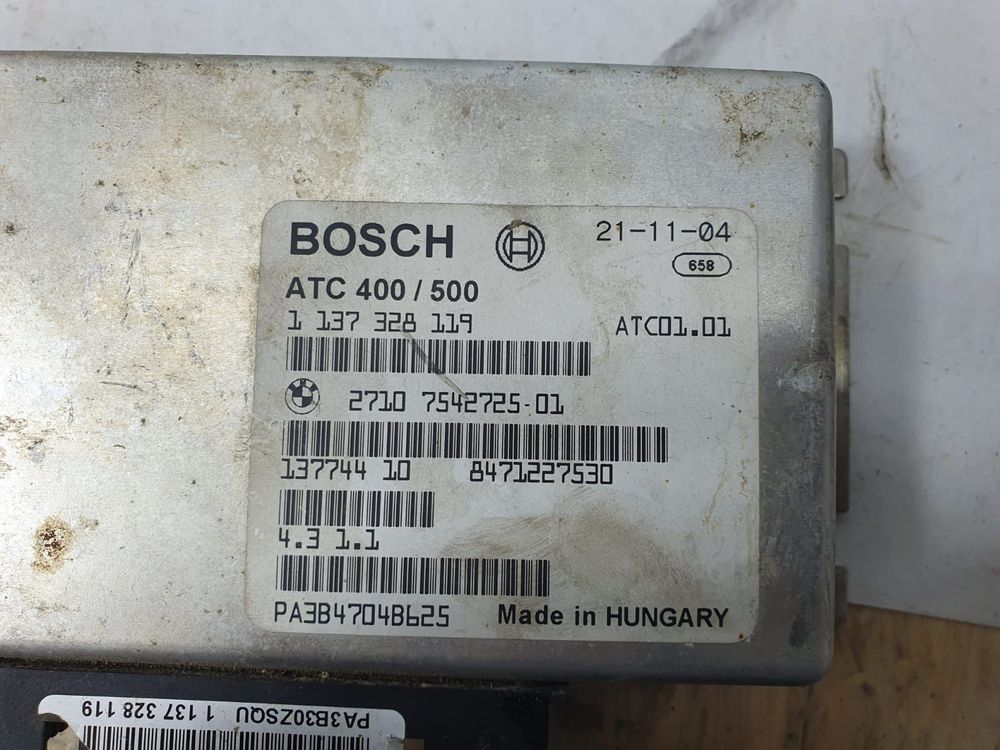 BOSCH 21-11-04
658
ATC 400 / 500
1 137 328 119 ATC01.01
2710 7542725-01
137744 10 8471227530
4.3 1.1
PA3B4704B625 Made in HUNGARY
PA3B30ZSQU 1 137 328 119